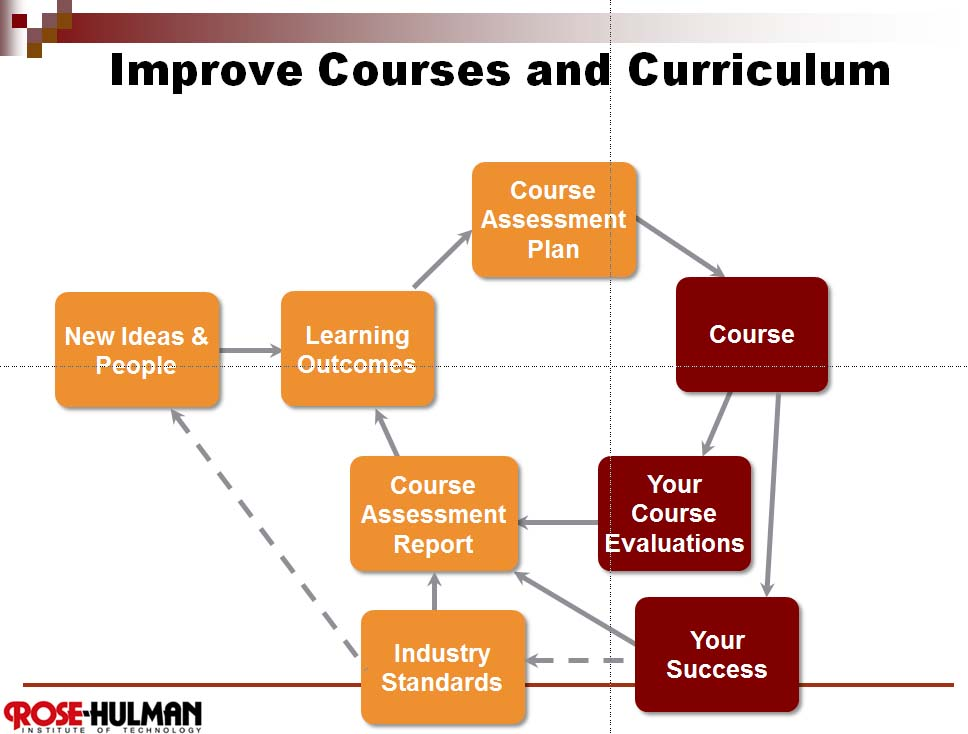 Improve Courses and Curriculum
Course
Assessment
Plan
New Ideas &
People
Learning
Outcomes
Course
Course
Assessment
Report
Your
Course
Evaluations
Industry
Standards
Your
Success
ROSE-HULMAN
INSTITUTE OF TECHNOLOGY